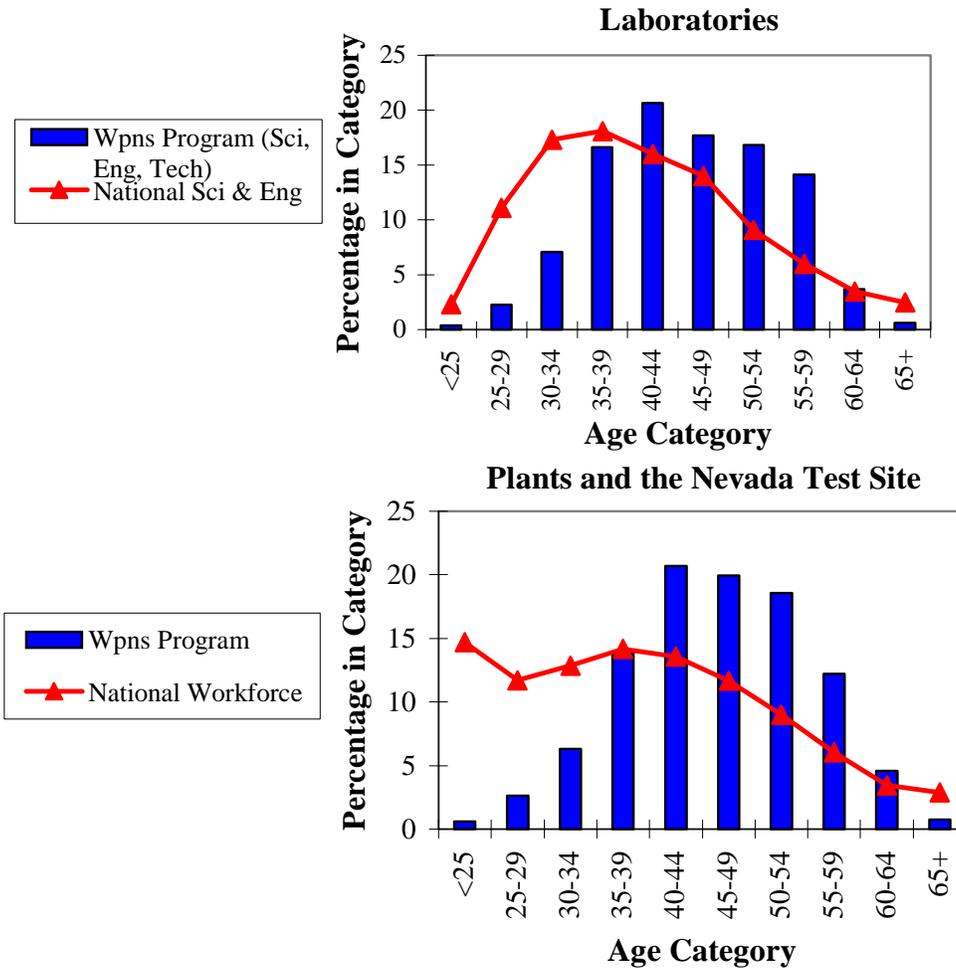 Laboratories
Wpns Program (Sci,
Eng, Tech)
National Sci & Eng
Percentage in Category
25
20
15
10
5
0
<25
25-29
30-34
35-39
40-44
45-49
50-54
55-59
60-64
65+
Age Category
Plants and the Nevada Test Site
Wpns Program
National Workforce
Percentage in Category
25
20
15
10
5
0
<25
25-29
30-34
35-39
40-44
45-49
50-54
55-59
60-64
65+
Age Category